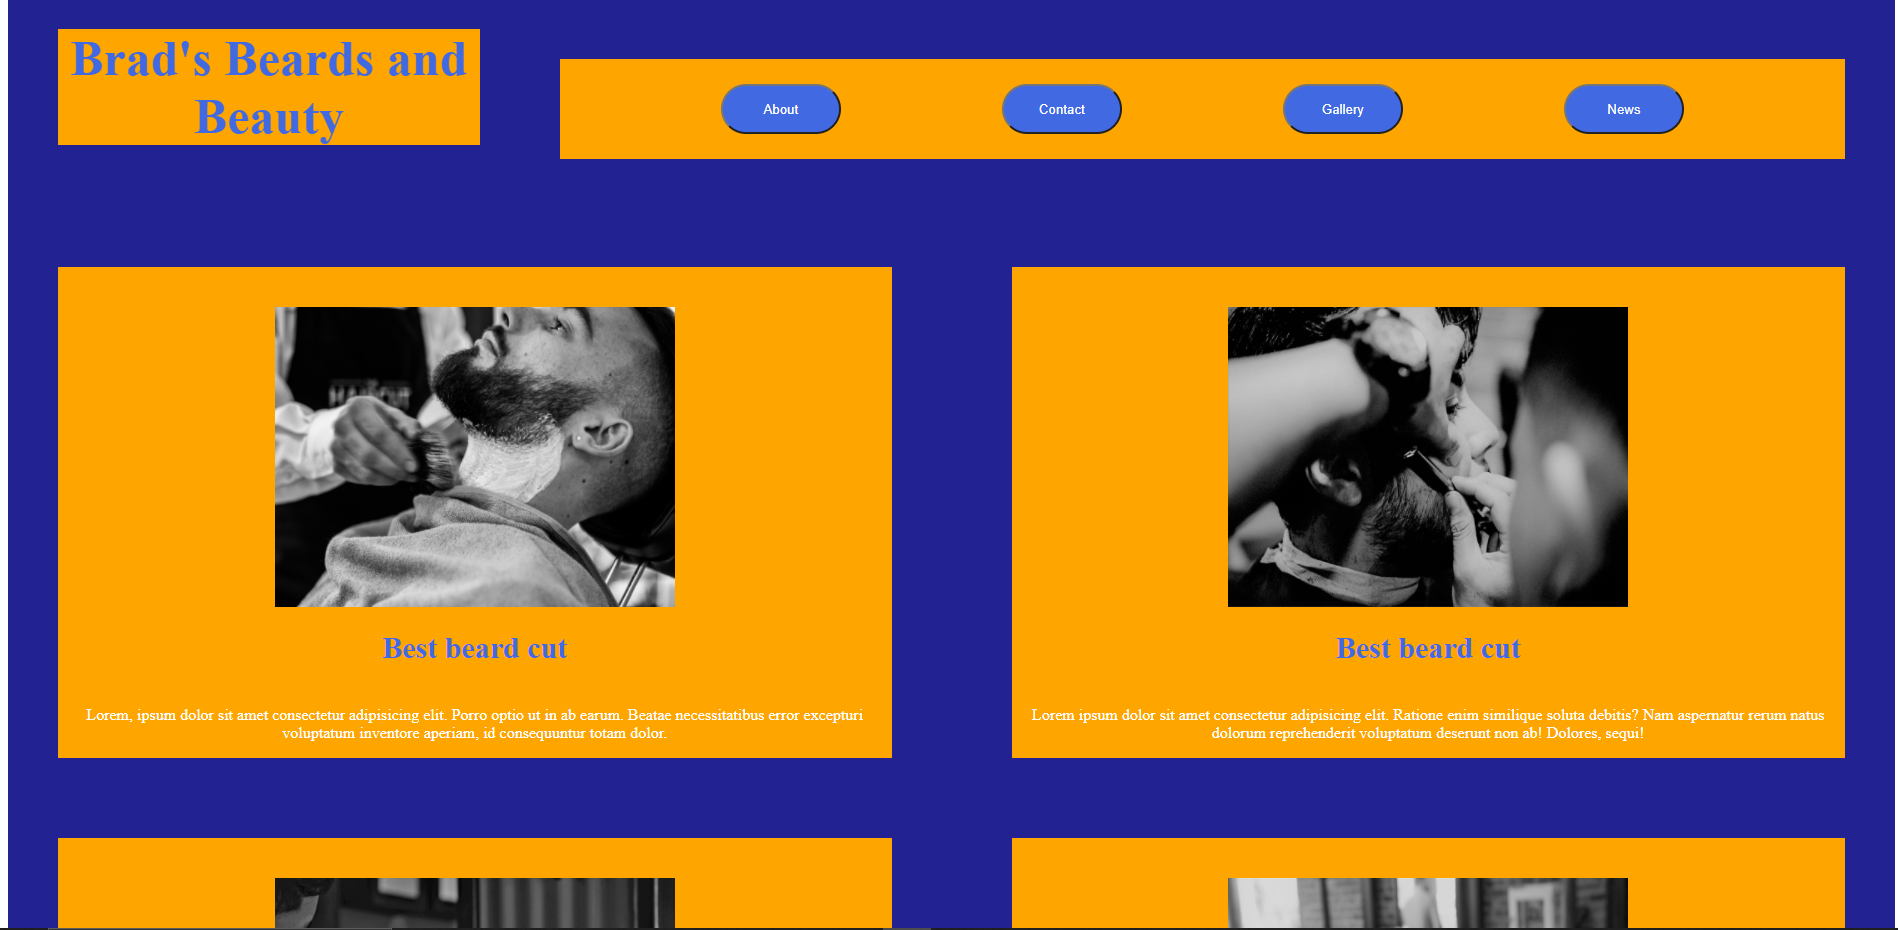 Brad's Beards and
Beauty
About
Contact
Gallery
News
Best beard cut
Lorem, ipsum dolor sit amet consectetur adipisicing elit. Porro optio ut in ab earum. Beatae necessitatibus error excepturi
voluptatum inventore aperiam, id consequuntur totam dolor.
Best beard cut
Lorem ipsum dolor sit amet consectetur adipisicing elit. Ratione enim similique soluta debitis? Nam aspernatur rerum natus
dolorum reprehenderit voluptatum deserunt non ab! Dolores, sequi!